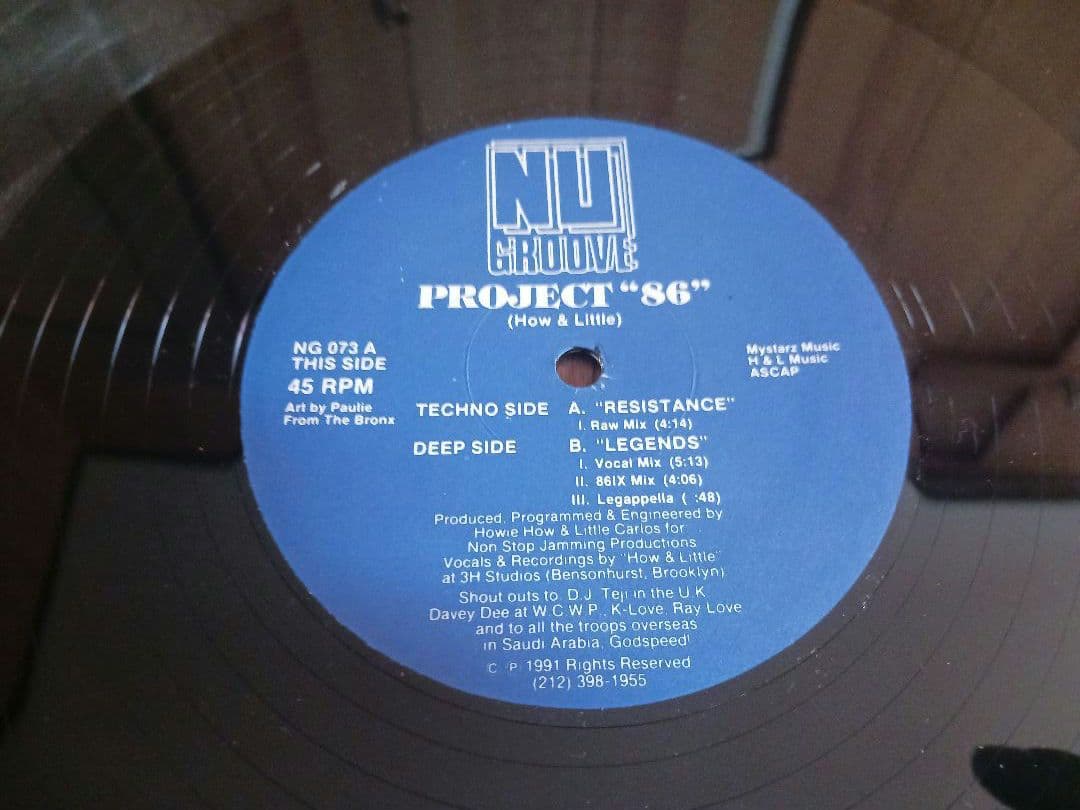 NU
GROOVE
PROJECT “86”
(How & Little)
NG 073 A
THIS SIDE
45 RPM
Art by Paulie
From The Bronx
Mystarz Music
H & L Music
ASCAP
TECHNO SIDE A. "RESISTANCE"
I. Raw Mix (4:14)
DEEP SIDE B. "LEGENDS"
I. Vocal Mix (5:13)
II. 86IX Mix (4:06)
III. Legappella ( :48)
Produced, Programmed & Engineered by
Howie How & Little Carlos for
Non Stop Jamming Productions
Vocals & Recordings by "How & Little"
at 3H Studios (Bensonhurst, Brooklyn)
Shout outs to D.J. Teji in the U.K.
Davey Dee at W.C.W.P., K-Love, Ray Love
and to all the troops overseas
in Saudi Arabia, Godspeed!
C P 1991 Rights Reserved
(212) 398-1955